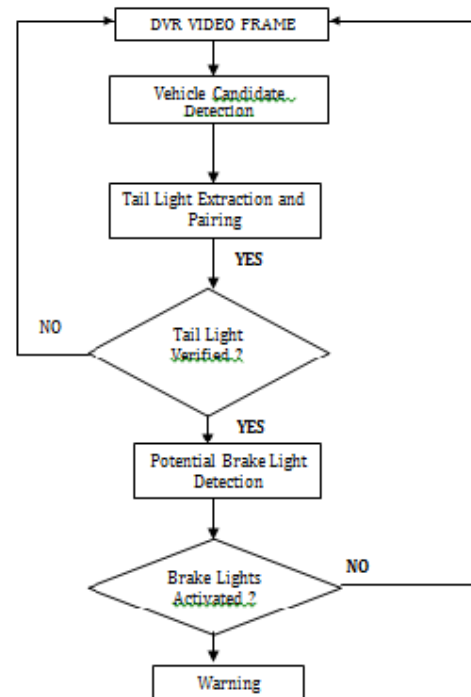 DVR VIDEO FRAME
Vehicle Candidate
Detection
Tail Light Extraction and
Pairing
YES
NO
Tail Light
Verified ?
YES
Potential Brake Light
Detection
NO
Brake Lights
Activated ?
Warning